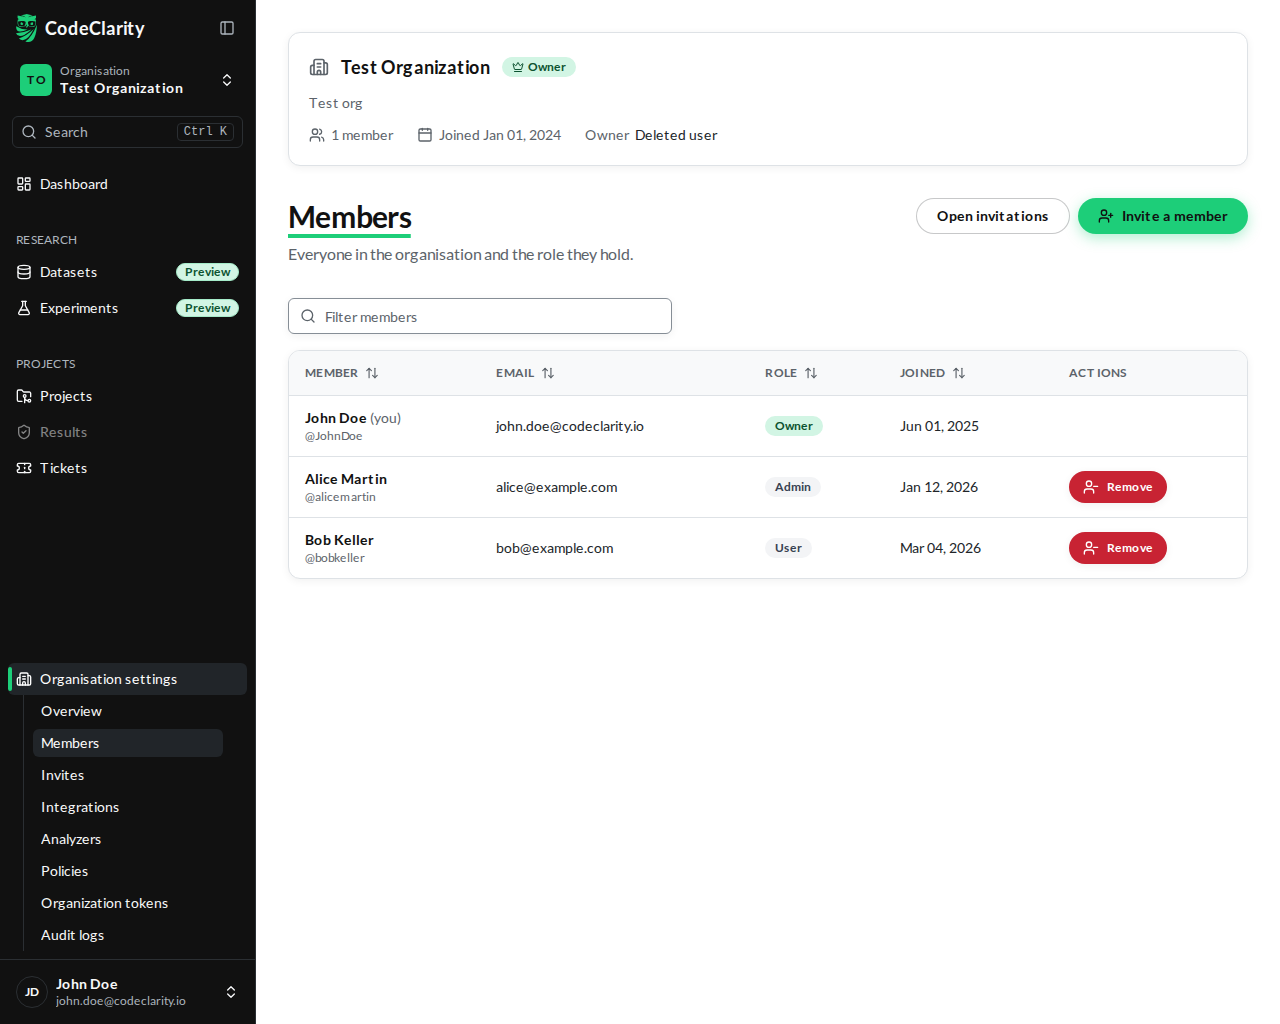 CodeClarity
TO
Organisation
Test Organization
Search
Ctrl K
Dashboard
RESEARCH
Datasets
Preview
Experiments
Preview
PROJECTS
Projects
Results
Tickets
Organisation settings
Overview
Members
Invites
Integrations
Analyzers
Policies
Organization tokens
Audit logs
JD
John Doe
john.doe@codeclarity.io
Test Organization
Owner
Test org
1 member
Joined Jan 01, 2024
Owner Deleted user
Members
Open invitations
Invite a member
Everyone in the organisation and the role they hold.
Filter members
MEMBER EMAIL ROLE JOINED ACTIONS
John Doe (you)
@JohnDoe
john.doe@codeclarity.io
Owner
Jun 01, 2025
Alice Martin
@alicemartin
alice@example.com
Admin
Jan 12, 2026
Remove
Bob Keller
@bobkeller
bob@example.com
User
Mar 04, 2026
Remove